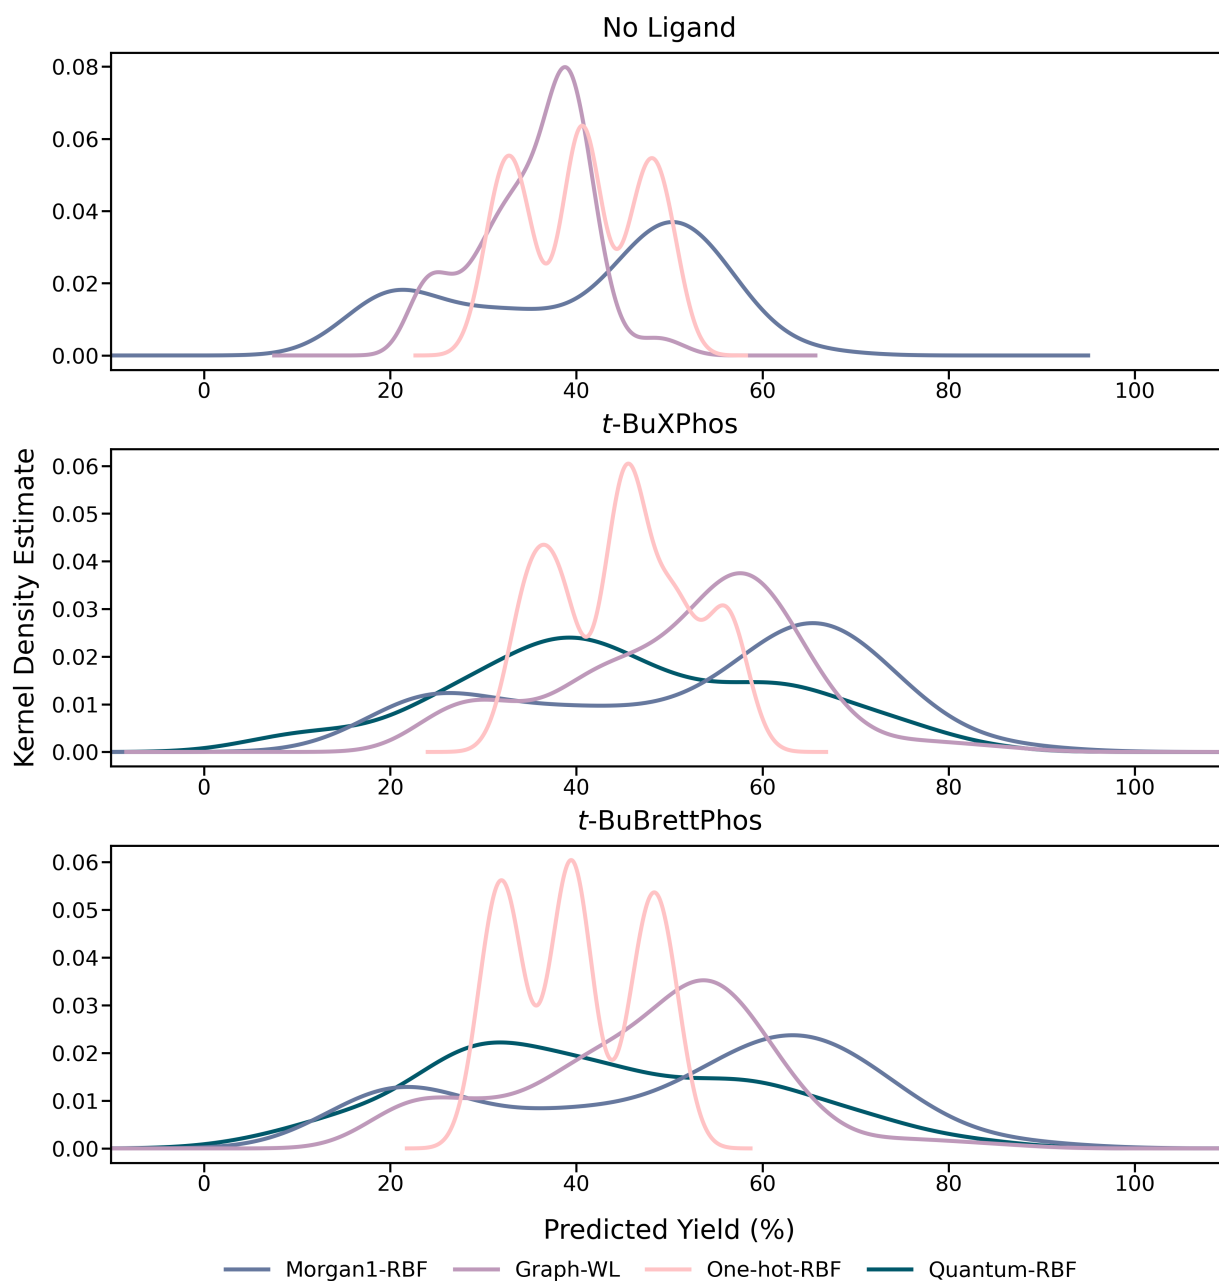 No Ligand
0.08
0.06
0.04
0.02
0.00
0 20 40 60 80 100
t-BuXPhos
Kernel Density Estimate
0.06
0.05
0.04
0.03
0.02
0.01
0.00
0 20 40 60 80 100
t-BuBrettPhos
0.06
0.05
0.04
0.03
0.02
0.01
0.00
0 20 40 60 80 100
Predicted Yield (%)
Morgan1-RBF Graph-WL One-hot-RBF Quantum-RBF